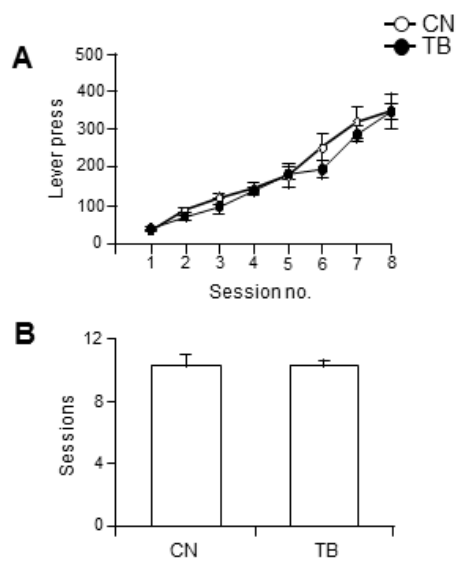 CN
TB
A
500
400
300
200
100
0
Lever press
1 2 3 4 5 6 7 8
Session no.
B
12
8
4
0
Sessions
CN TB